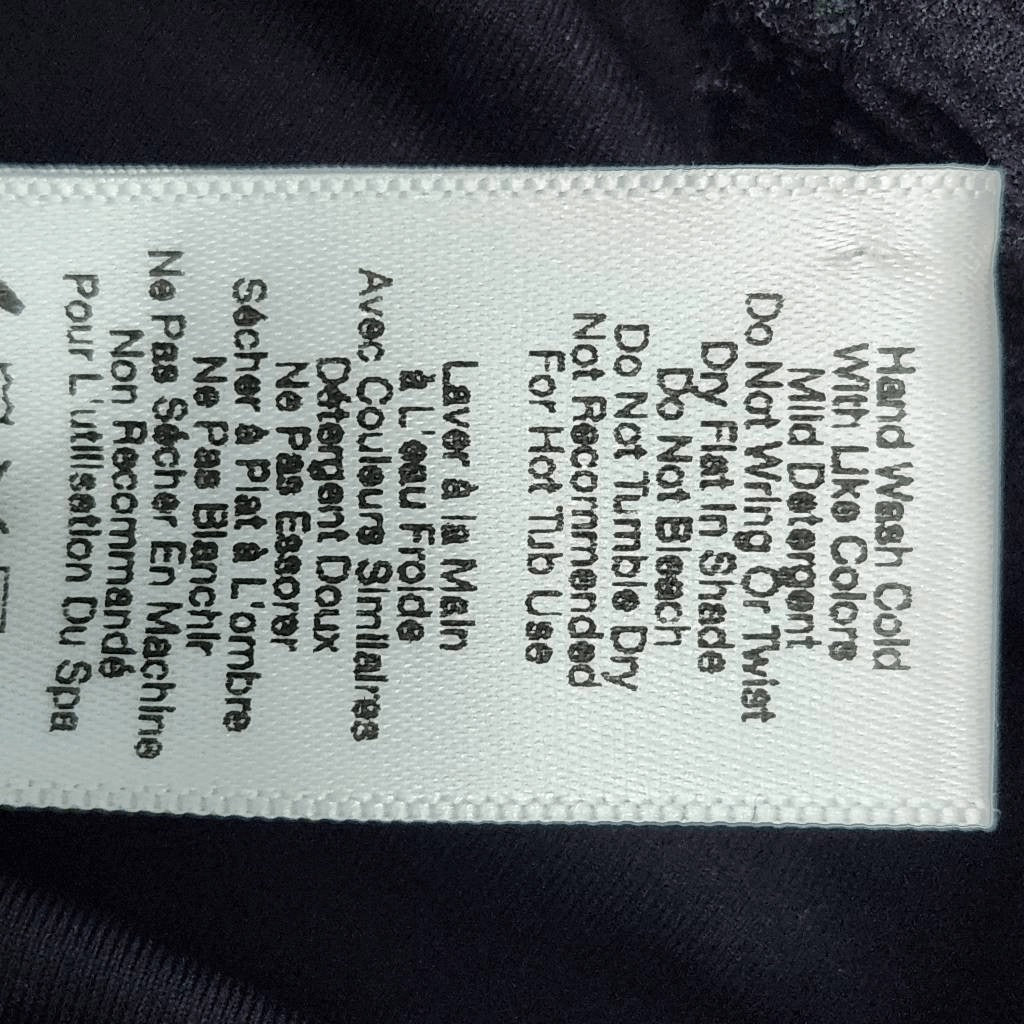 Hand Wash Cold
With Like Colors
Mild Detergent
Do Not Wring Or Twist
Dry Flat In Shade
Do Not Bleach
Do Not Tumble Dry
Not Recommended
For Hot Tub Use
Laver à la Main
à L'eau Froide
Avec Couleurs Similaires
Détergent Doux
Ne Pas Essorer
Sécher à Plat à L'ombre
Ne Pas Blanchir
Ne Pas Sécher En Machine
Non Recommandé
Pour L'utilisation Du Spa